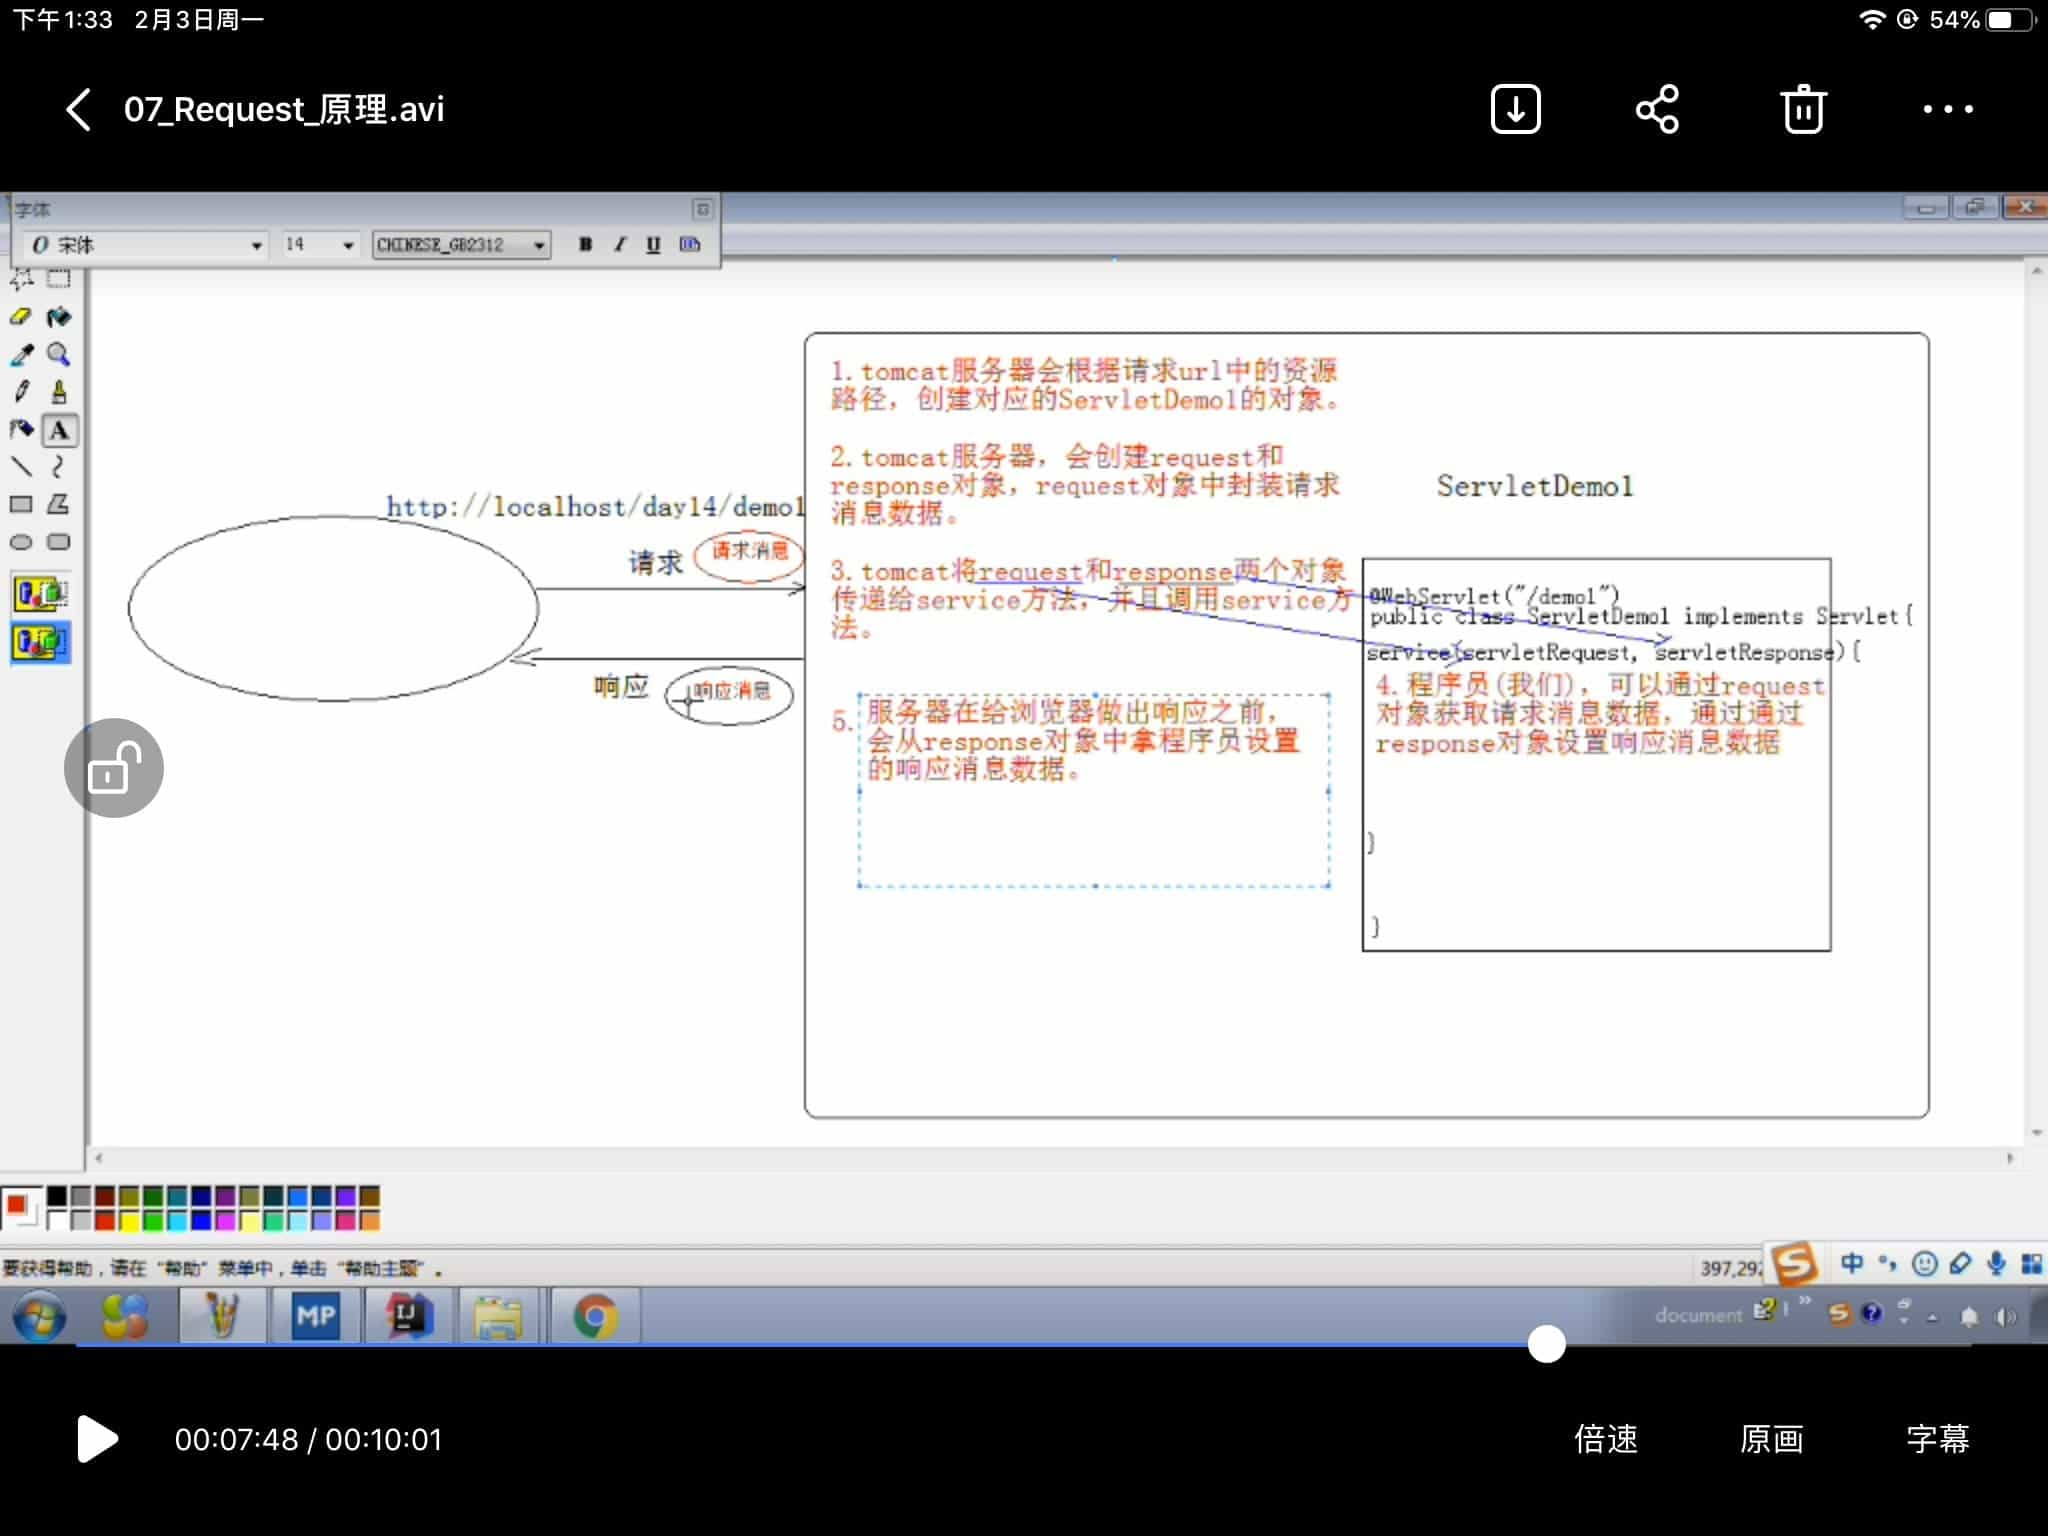 下午1:33 2月3日周一
54%
07_Request_原理.avi
字体
宋体 14 CHINESE_GB2312 B I U
1.tomcat服务器会根据请求url中的资源
路径，创建对应的ServletDemo1的对象。
2.tomcat服务器，会创建request和
response对象，request对象中封装请求
消息数据。
3.tomcat将request和response两个对象
传递给service方法，并且调用service方
法。
5.
服务器在给浏览器做出响应之前，
会从response对象中拿程序员设置
的响应消息数据。
http://localhost/day14/demo1
请求 请求消息
响应 响应消息
ServletDemo1
@WebServlet("/demo1")
public class ServletDemo1 implements Servlet{
service(servletRequest, servletResponse){
4.程序员(我们)，可以通过request
对象获取请求消息数据，通过通过
response对象设置响应消息数据
}
}
A
要获得帮助，请在“帮助”菜单中，单击“帮助主题”。
397,292
中
MP IJ
document
00:07:48 / 00:10:01
倍速 原画 字幕